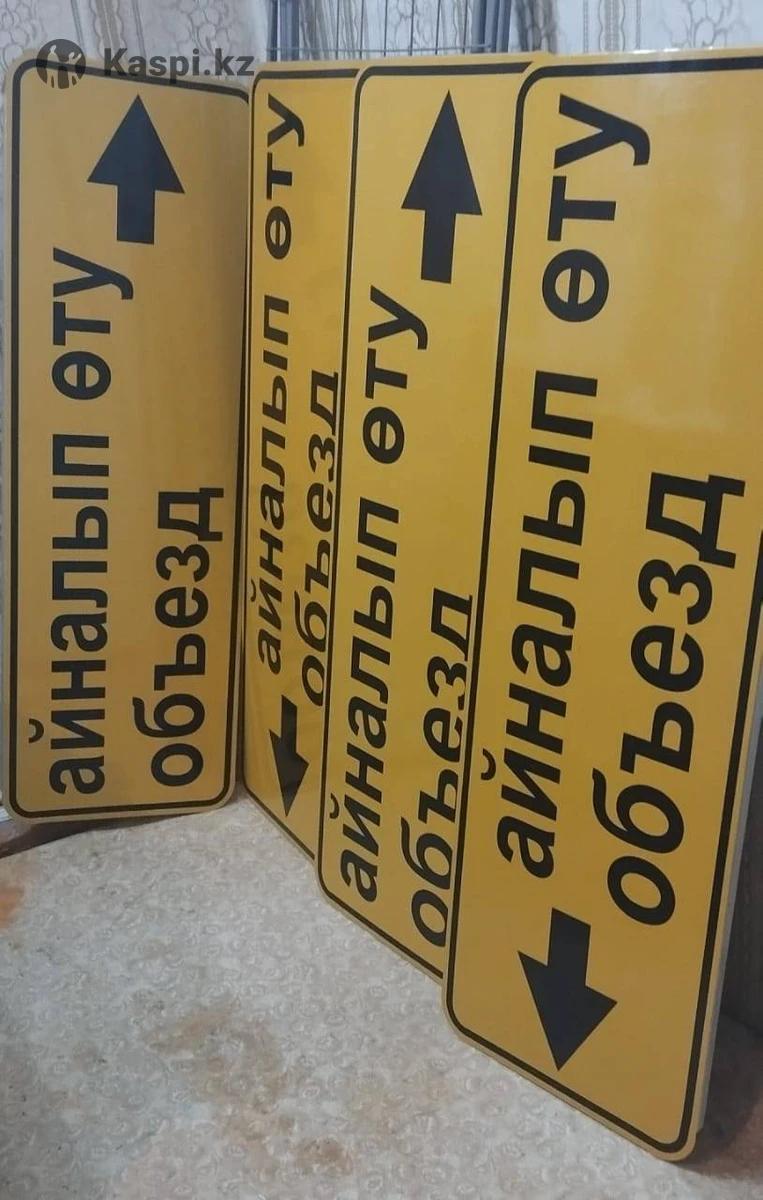 Kaspi.kz
айналып өту
объезд
айналып өту
объезд
айналып өту
объезд
айналып өту
объезд